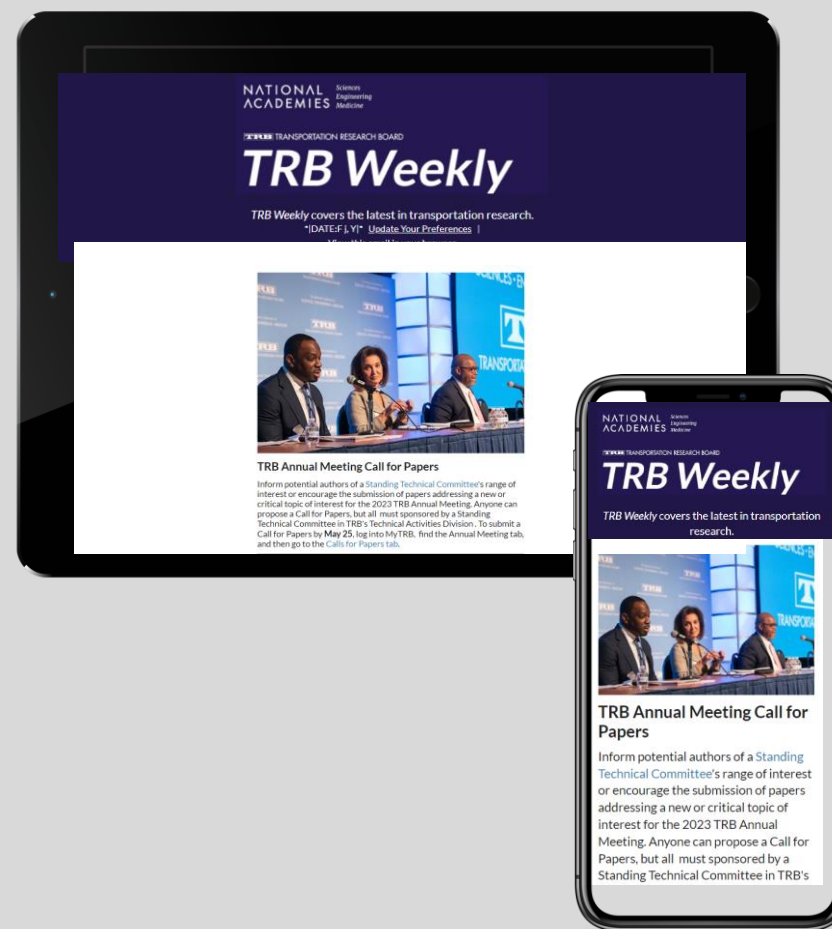 NATIONAL Sciences
ACADEMIES Engineering
Medicine
TRB TRANSPORTATION RESEARCH BOARD
TRB Weekly
TRB Weekly covers the latest in transportation research.
*|DATE:F j, Y|* Update Your Preferences |
TRB
TRB
TRB
TRANSPORTA
TRB Annual Meeting Call for Papers
Inform potential authors of a Standing Technical Committee's range of
interest or encourage the submission of papers addressing a new or
critical topic of interest for the 2023 TRB Annual Meeting. Anyone can
propose a Call for Papers, but all must sponsored by a Standing
Technical Committee in TRB's Technical Activities Division . To submit a
Call for Papers by May 25, log into MyTRB, find the Annual Meeting tab,
and then go to the Calls for Papers tab.
NATIONAL Sciences
ACADEMIES Engineering
Medicine
TRB TRANSPORTATION RESEARCH BOARD
TRB Weekly
TRB Weekly covers the latest in transportation
research.
TRB
TRANSPORTA
TRB Annual Meeting Call for
Papers
Inform potential authors of a Standing
Technical Committee's range of interest
or encourage the submission of papers
addressing a new or critical topic of
interest for the 2023 TRB Annual
Meeting. Anyone can propose a Call for
Papers, but all must sponsored by a
Standing Technical Committee in TRB's